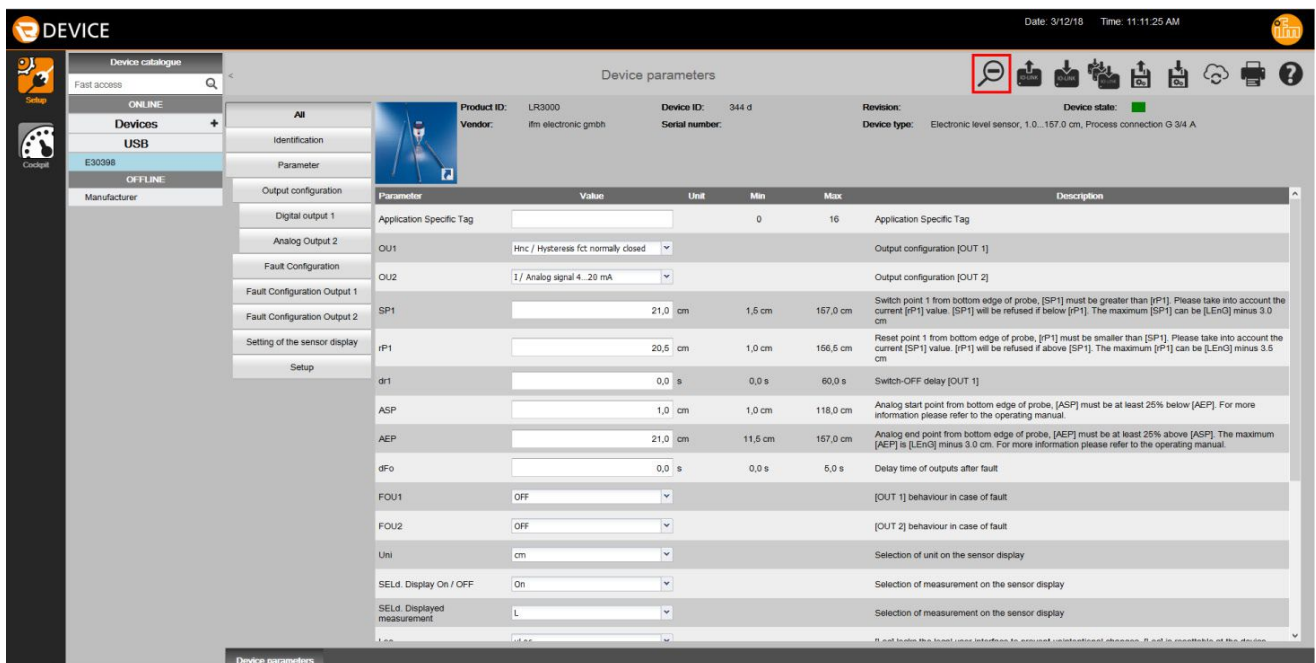 DEVICE
Date: 3/12/18 Time: 11:11:25 AM
ifm
Setup
Cockpit
Device catalogue
Fast access
ONLINE
Devices +
USB
E30398
OFFLINE
Manufacturer
<
Device parameters
IO-LINK IO-LINK IO-LINK
All
Identification
Parameter
Output configuration
Digital output 1
Analog Output 2
Fault Configuration
Fault Configuration Output 1
Fault Configuration Output 2
Setting of the sensor display
Setup
Product ID: LR3000 Device ID: 344 d Revision: Device state:
Vendor: ifm electronic gmbh Serial number: Device type: Electronic level sensor, 1.0...157.0 cm, Process connection G 3/4 A
Parameter Value Unit Min Max Description
Application Specific Tag 0 16 Application Specific Tag
OU1 Hnc / Hysteresis fct normally closed Output configuration [OUT 1]
OU2 I / Analog signal 4...20 mA Output configuration [OUT 2]
SP1 21,0 cm 1,5 cm 157,0 cm Switch point 1 from bottom edge of probe, [SP1] must be greater than [rP1]. Please take into account the
current [rP1] value. [SP1] will be refused if below [rP1]. The maximum [SP1] can be [LEnG] minus 3.0
cm
rP1 20,5 cm 1,0 cm 156,5 cm Reset point 1 from bottom edge of probe, [rP1] must be smaller than [SP1]. Please take into account the
current [SP1] value. [rP1] will be refused if above [SP1]. The maximum [rP1] can be [LEnG] minus 3.5
cm
dr1 0,0 s 0,0 s 60,0 s Switch-OFF delay [OUT 1]
ASP 1,0 cm 1,0 cm 118,0 cm Analog start point from bottom edge of probe, [ASP] must be at least 25% below [AEP]. For more
information please refer to the operating manual.
AEP 21,0 cm 11,5 cm 157,0 cm Analog end point from bottom edge of probe, [AEP] must be at least 25% above [ASP]. The maximum
[AEP] is [LEnG] minus 3.0 cm. For more information please refer to the operating manual.
dFo 0,0 s 0,0 s 5,0 s Delay time of outputs after fault
FOU1 OFF [OUT 1] behaviour in case of fault
FOU2 OFF [OUT 2] behaviour in case of fault
Uni cm Selection of unit on the sensor display
SELd. Display On / OFF On Selection of measurement on the sensor display
SELd. Displayed
measurement L Selection of measurement on the sensor display
Device parameters